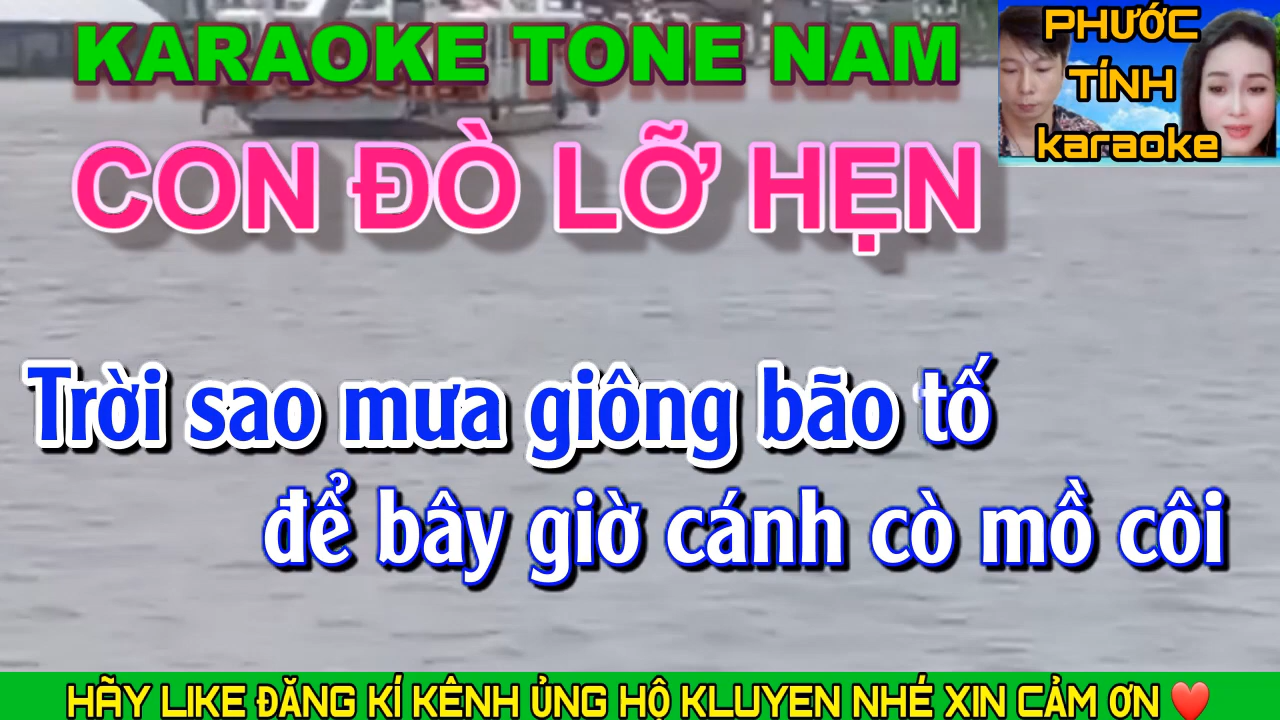 KARAOKE TONE NAM
CON ĐÒ LỠ HẸN
PHƯỚC
TÍNH
karaoke
Trời sao mưa giông bão tố
để bây giờ cánh cò mồ côi
HÃY LIKE ĐĂNG KÍ KÊNH ỦNG HỘ KLUYEN NHÉ XIN CẢM ƠN ❤️